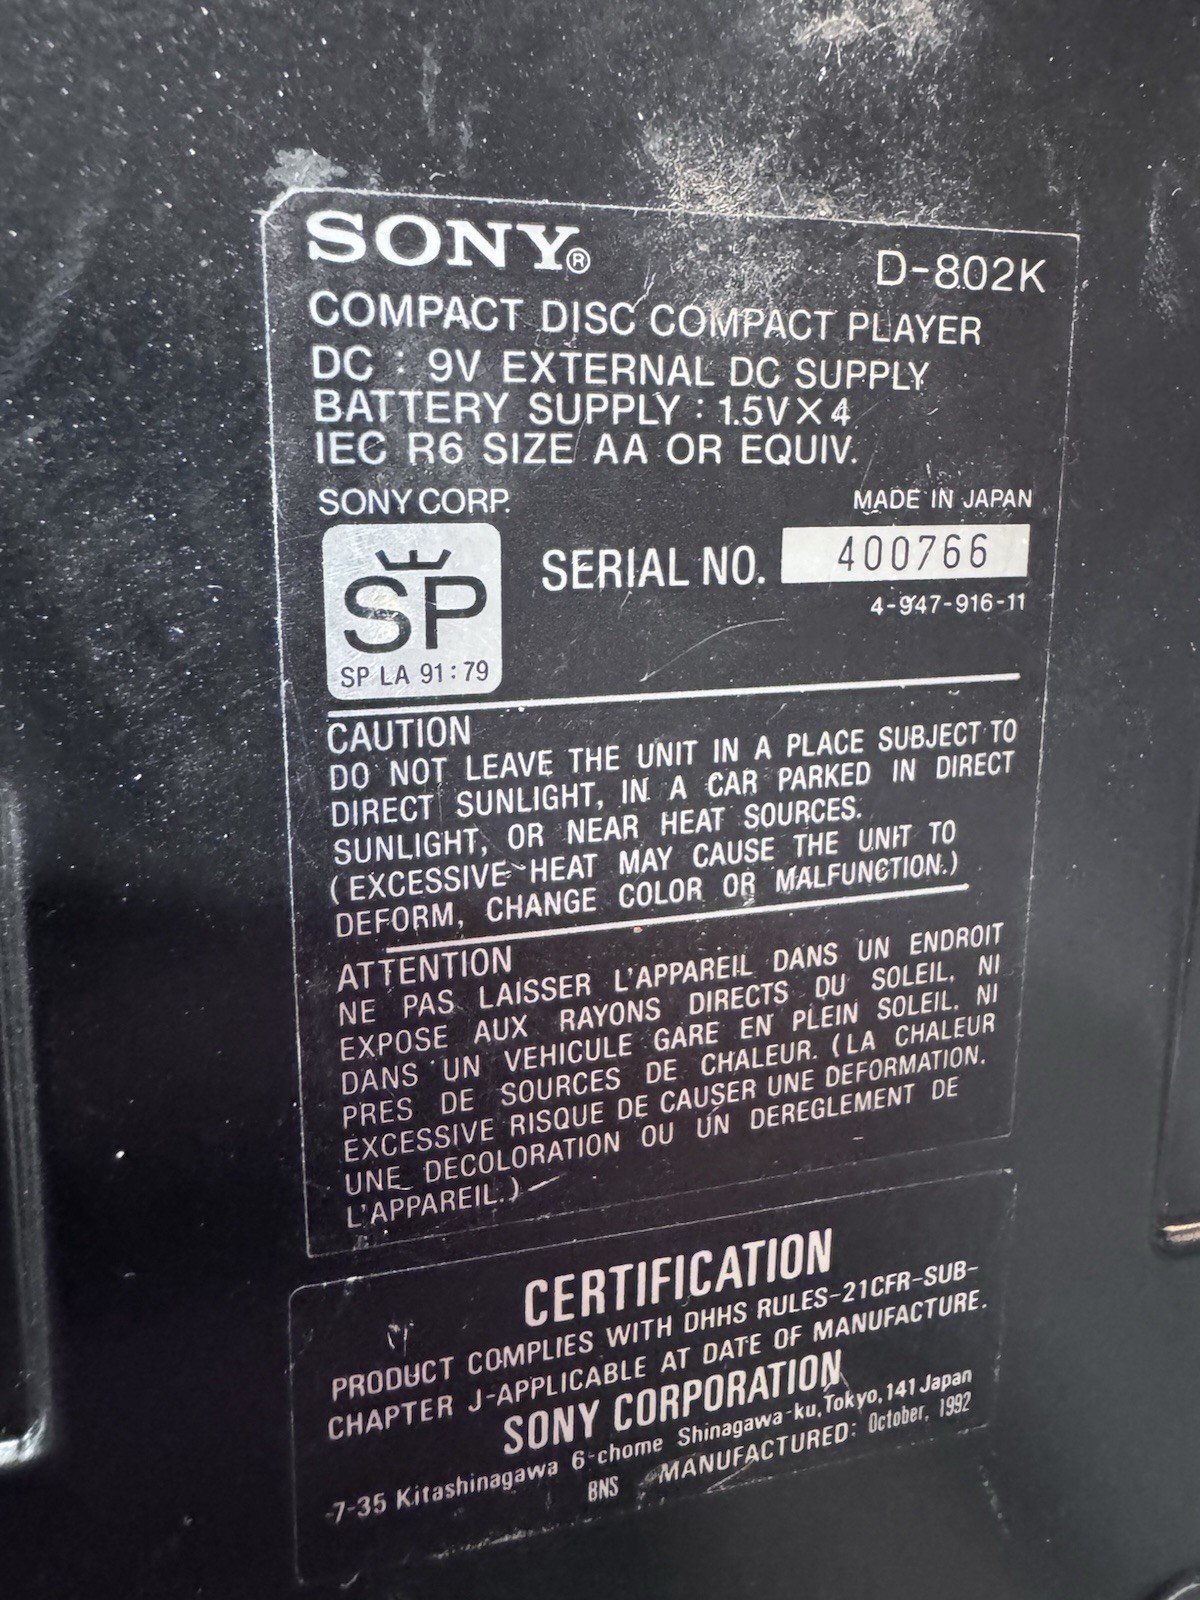 SONY®
D-802K
COMPACT DISC COMPACT PLAYER
DC : 9V EXTERNAL DC SUPPLY
BATTERY SUPPLY : 1.5V×4
IEC R6 SIZE AA OR EQUIV.
SONY CORP.
MADE IN JAPAN
SP
SP LA 91:79
SERIAL NO. 400766
4-947-916-11
CAUTION
DO NOT LEAVE THE UNIT IN A PLACE SUBJECT TO
DIRECT SUNLIGHT, IN A CAR PARKED IN DIRECT
SUNLIGHT, OR NEAR HEAT SOURCES.
(EXCESSIVE HEAT MAY CAUSE THE UNIT TO
DEFORM, CHANGE COLOR OR MALFUNCTION.)
ATTENTION
NE PAS LAISSER L'APPAREIL DANS UN ENDROIT
EXPOSE AUX RAYONS DIRECTS DU SOLEIL, NI
DANS UN VEHICULE GARE EN PLEIN SOLEIL, NI
PRES DE SOURCES DE CHALEUR. (LA CHALEUR
EXCESSIVE RISQUE DE CAUSER UNE DEFORMATION,
UNE DECOLORATION OU UN DEREGLEMENT DE
L'APPAREIL.)
CERTIFICATION
PRODUCT COMPLIES WITH DHHS RULES-21CFR-SUB-
CHAPTER J-APPLICABLE AT DATE OF MANUFACTURE.
SONY CORPORATION
7-35 Kitashinagawa 6-chome Shinagawa-ku, Tokyo, 141 Japan
BNS MANUFACTURED: October, 1992